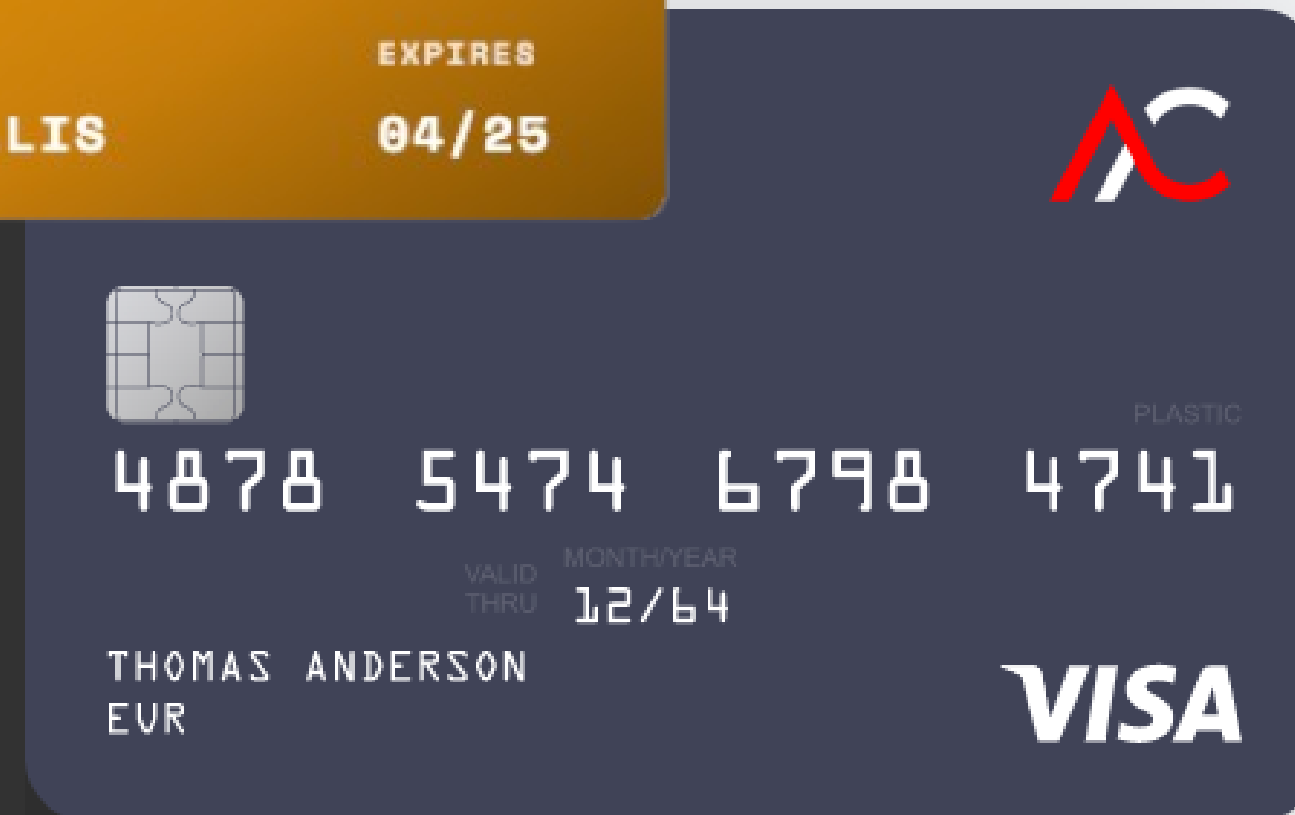 EXPIRES
LIS 04/25
AC
PLASTIC
4878 5474 6798 4741
MONTH/YEAR
VALID
THRU
12/64
THOMAS ANDERSON
EUR
VISA